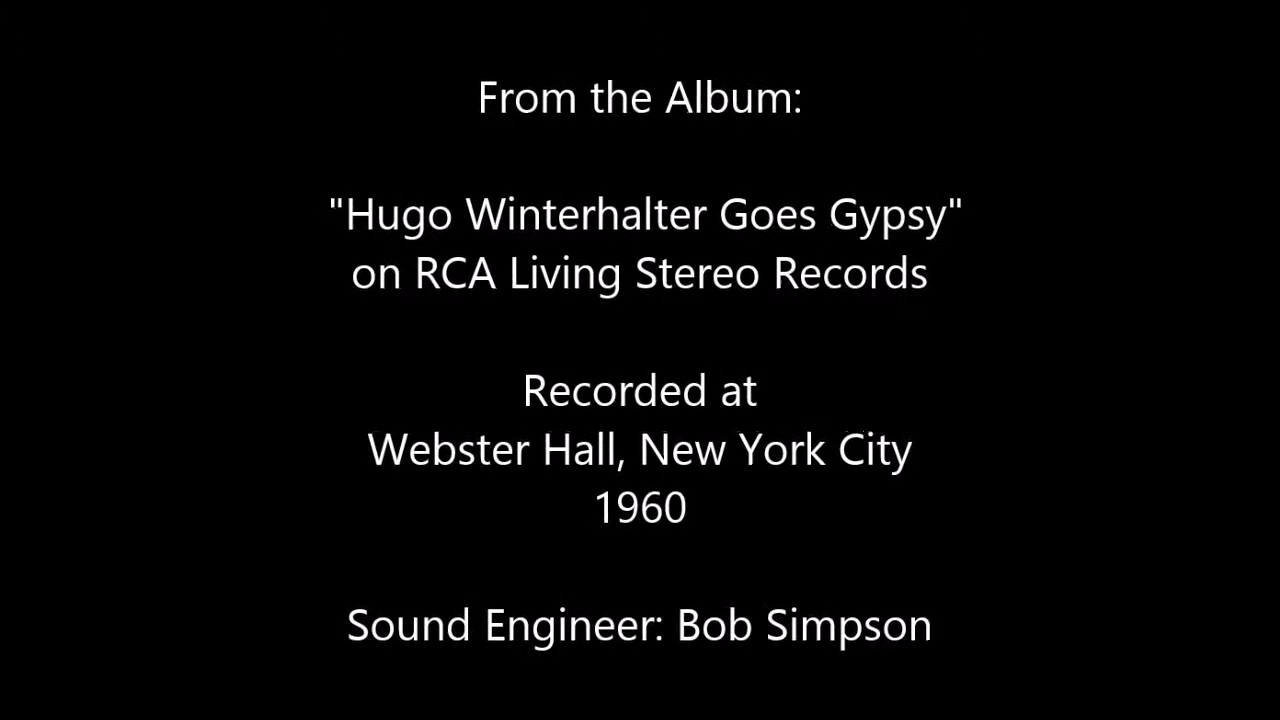 From the Album:
"Hugo Winterhalter Goes Gypsy"
on RCA Living Stereo Records
Recorded at
Webster Hall, New York City
1960
Sound Engineer: Bob Simpson